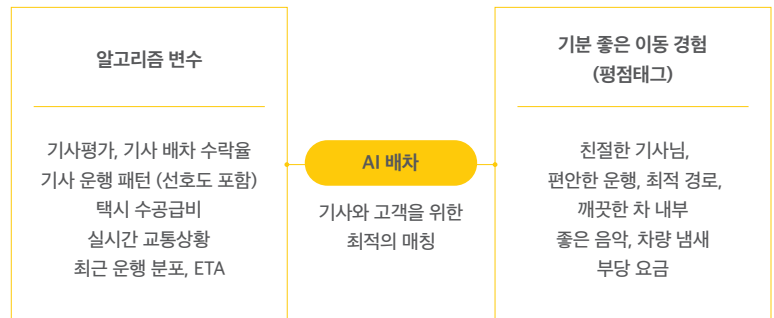 알고리즘 변수
기사평가, 기사 배차 수락율
기사 운행 패턴 (선호도 포함)
택시 수공급비
실시간 교통상황
최근 운행 분포, ETA
AI 배차
기사와 고객을 위한
최적의 매칭
기분 좋은 이동 경험
(평점태그)
친절한 기사님,
편안한 운행, 최적 경로,
깨끗한 차 내부
좋은 음악, 차량 냄새
부당 요금